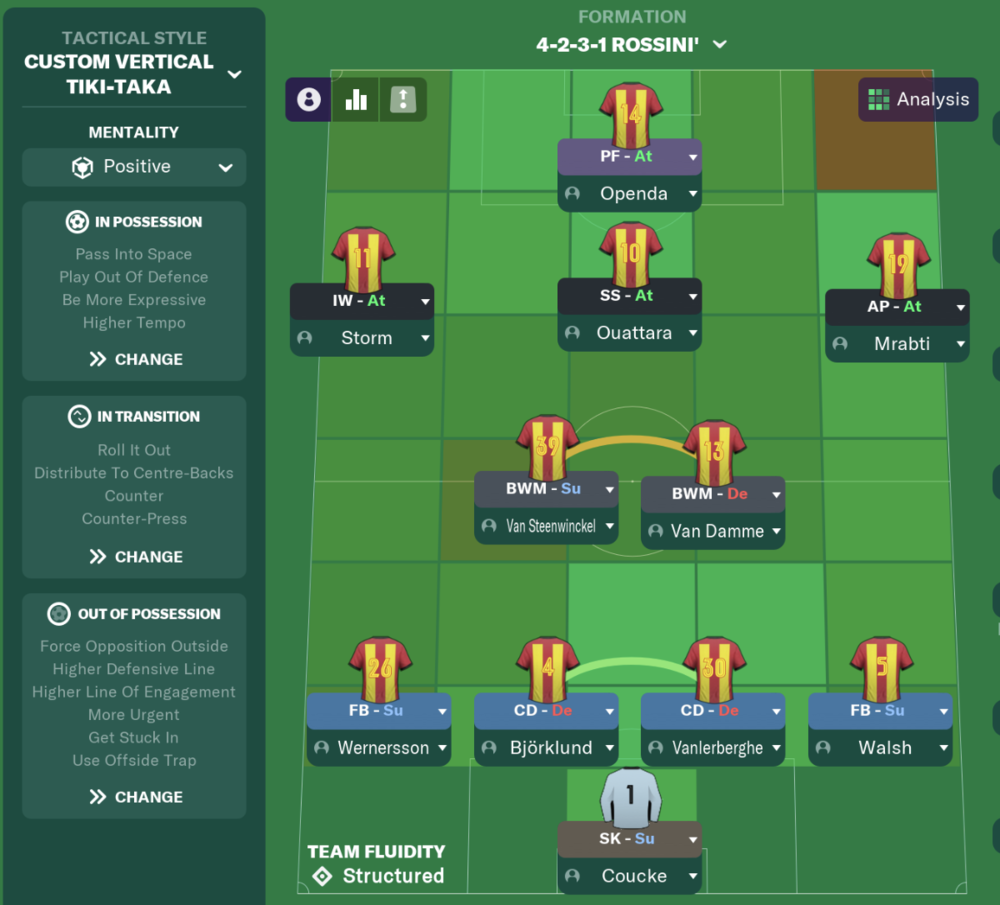 TACTICAL STYLE
CUSTOM VERTICAL
TIKI-TAKA
MENTALITY
Positive
IN POSSESSION
Pass Into Space
Play Out Of Defence
Be More Expressive
Higher Tempo
CHANGE
IN TRANSITION
Roll It Out
Distribute To Centre-Backs
Counter
Counter-Press
CHANGE
OUT OF POSSESSION
Force Opposition Outside
Higher Defensive Line
Higher Line Of Engagement
More Urgent
Get Stuck In
Use Offside Trap
CHANGE
FORMATION
4-2-3-1 ROSSINI'
Analysis
14
PF - At
Openda
11
IW - At
Storm
10
SS - At
Ouattara
19
AP - At
Mrabti
39
BWM - Su
Van Steenwinckel
13
BWM - De
Van Damme
26
FB - Su
Wernersson
4
CD - De
Björklund
30
CD - De
Vanlerberghe
5
FB - Su
Walsh
1
SK - Su
Coucke
TEAM FLUIDITY
Structured